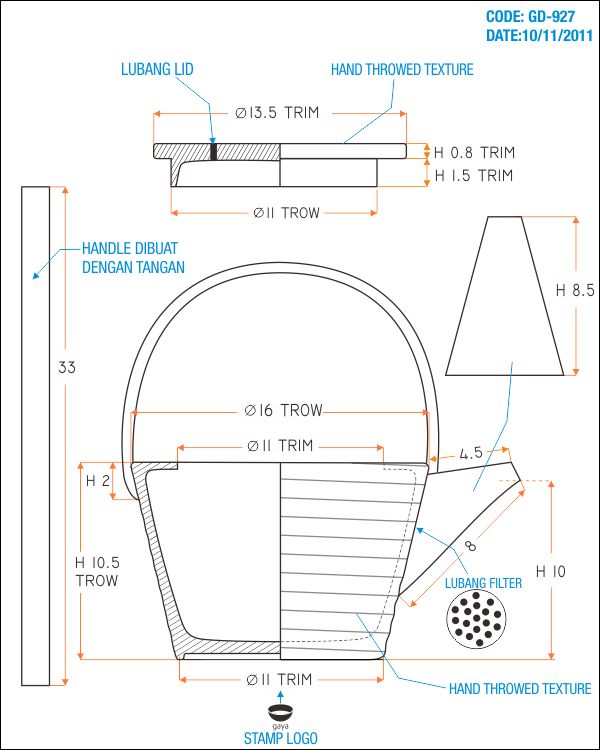 CODE: GD-927
DATE:10/11/2011
LUBANG LID
HAND THROWED TEXTURE
Ø13.5 TRIM
H 0.8 TRIM
H 1.5 TRIM
Ø11 TROW
HANDLE DIBUAT
DENGAN TANGAN
H 8.5
33
Ø16 TROW
Ø11 TRIM
4.5
H 2
8
H 10.5
TROW
H 10
LUBANG FILTER
Ø11 TRIM
HAND THROWED TEXTURE
gaya
STAMP LOGO